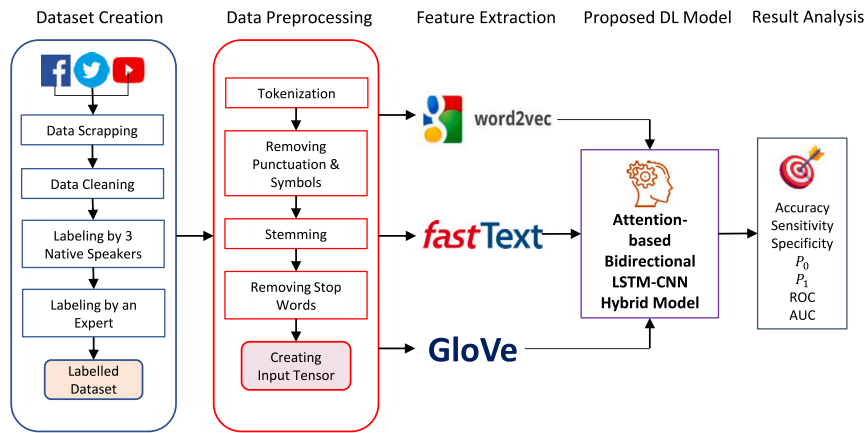 Dataset Creation
Data Preprocessing
Feature Extraction
Proposed DL Model
Result Analysis
Data Scrapping
Data Cleaning
Labeling by 3
Native Speakers
Labeling by an
Expert
Labelled
Dataset
Tokenization
Removing
Punctuation &
Symbols
Stemming
Removing Stop
Words
Creating
Input Tensor
word2vec
fastText
GloVe
Attention-
based
Bidirectional
LSTM-CNN
Hybrid Model
Accuracy
Sensitivity
Specificity
P₀
P₁
ROC
AUC